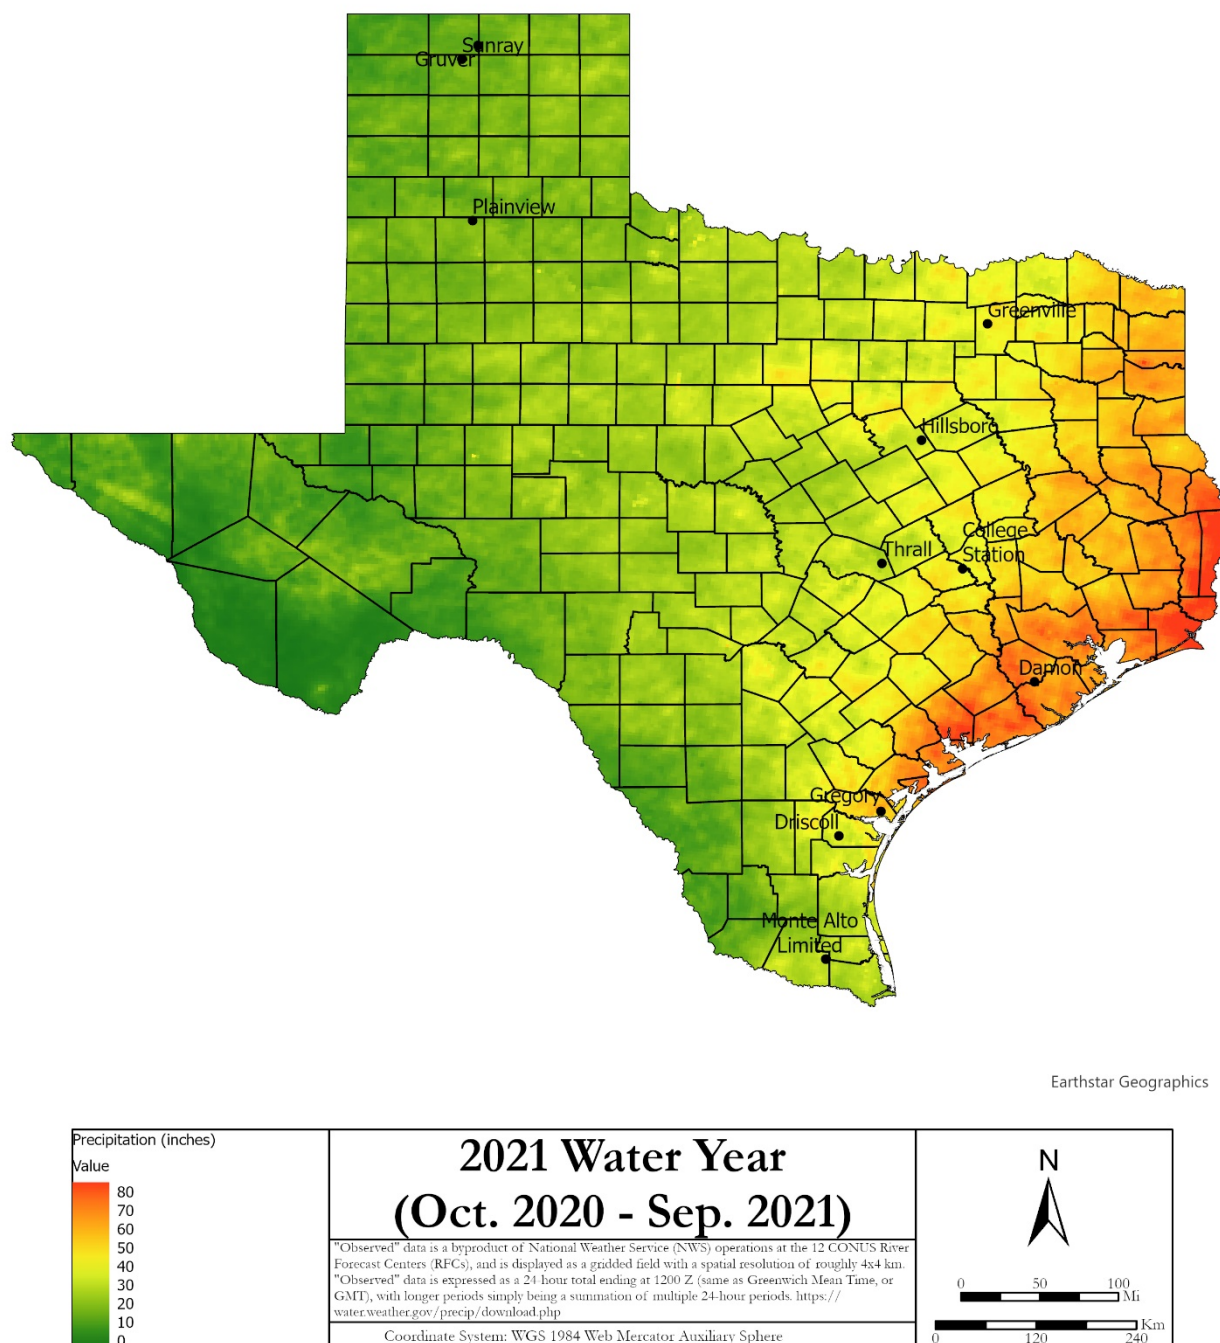 Sunray
Gruver
Plainview
Greenville
Hillsboro
College
Station
Thrall
Damon
Gregory
Driscoll
Monte Alto
Limited
Earthstar Geographics
Precipitation (inches)
Value
80
70
60
50
40
30
20
10
0
2021 Water Year
(Oct. 2020 - Sep. 2021)
"Observed" data is a byproduct of National Weather Service (NWS) operations at the 12 CONUS River
Forecast Centers (RFCs), and is displayed as a gridded field with a spatial resolution of roughly 4x4 km.
"Observed" data is expressed as a 24-hour total ending at 1200 Z (same as Greenwich Mean Time, or
GMT), with longer periods simply being a summation of multiple 24-hour periods. https://
water.weather.gov/precip/download.php
Coordinate System: WGS 1984 Web Mercator Auxiliary Sphere
N
0 50 100
Mi
Km
0 120 240